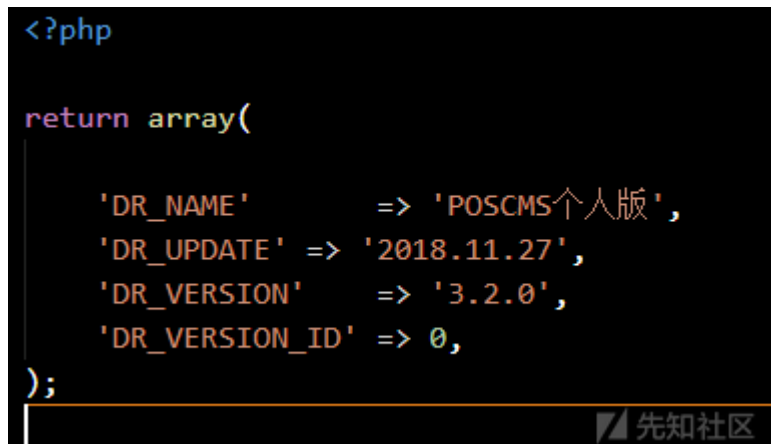 <?php
return array(
'DR_NAME' => 'POSCMS个人版',
'DR_UPDATE' => '2018.11.27',
'DR_VERSION' => '3.2.0',
'DR_VERSION_ID' => 0,
);
先知社区